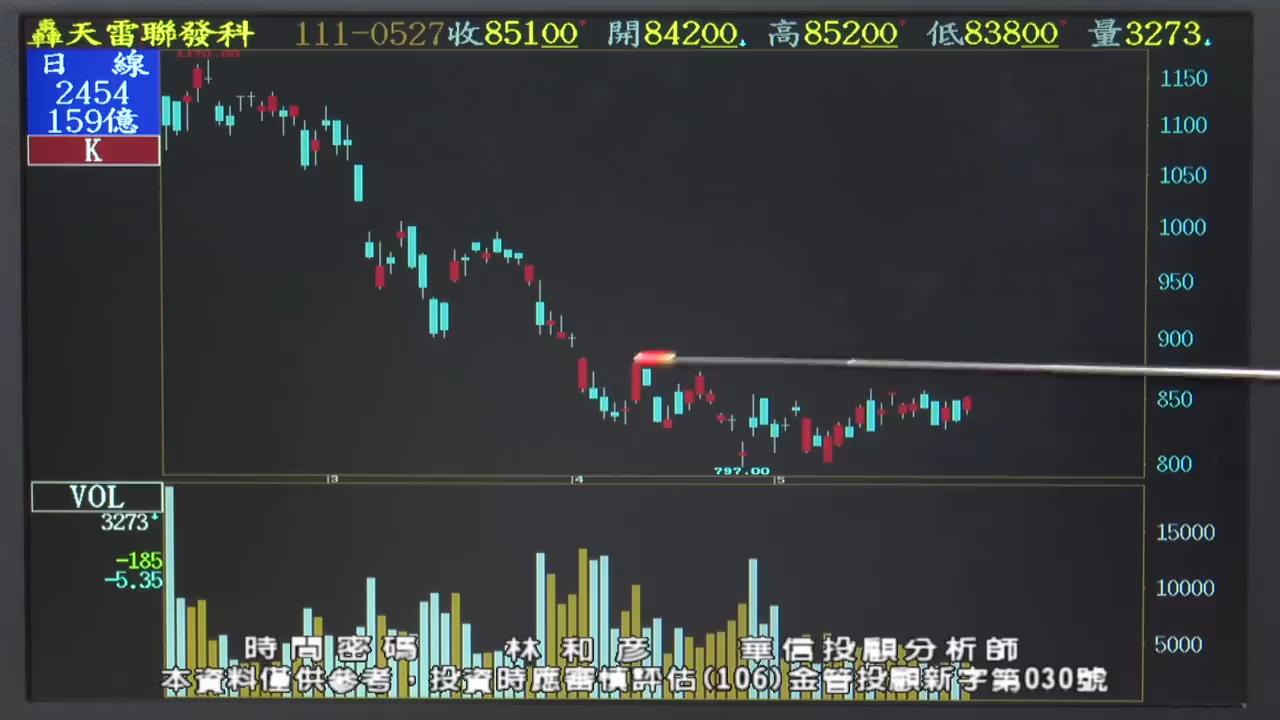 轟天雷聯發科 111-0527收85100 開84200 高85200 低83800 量3273
日 線
2454
159億
K
1150
1100
1050
1000
950
900
850
800
797.00
3
4
5
VOL
3273
-185
-5.35
15000
10000
5000
時間密碼 林和彦 華信投顧分析師
本資料僅供參考，投資時應審慎評估(106)金管投顧新字第030號